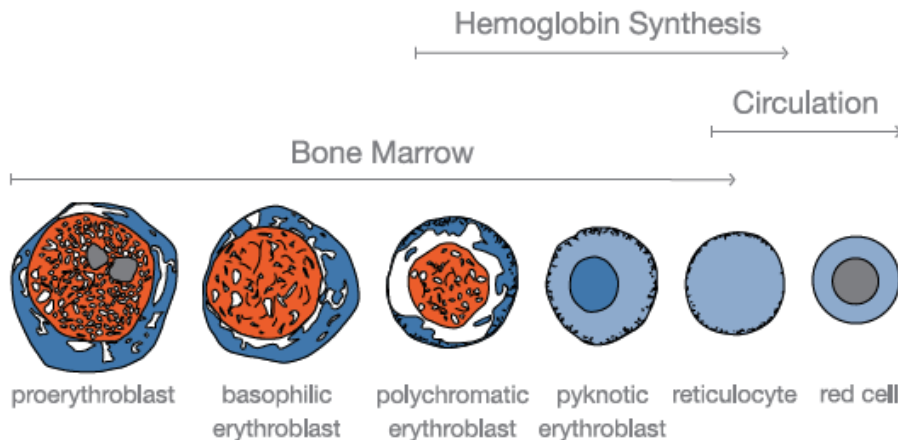 Hemoglobin Synthesis
Circulation
Bone Marrow
proerythroblast
basophilic
erythroblast
polychromatic
erythroblast
pyknotic
erythroblast
reticulocyte
red cell